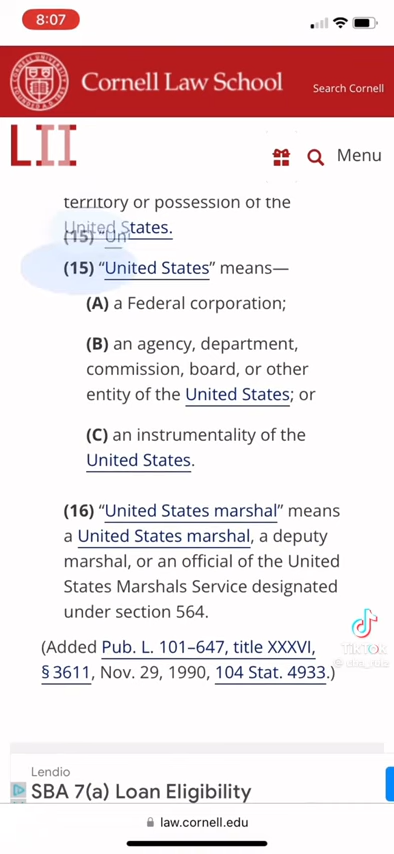 8:07
Cornell Law School
Search Cornell
LII
Menu
territory or possession of the
United States.
(15) “Un
(15) “United States” means—
(A) a Federal corporation;
(B) an agency, department,
commission, board, or other
entity of the United States; or
(C) an instrumentality of the
United States.
(16) “United States marshal” means
a United States marshal, a deputy
marshal, or an official of the United
States Marshals Service designated
under section 564.
(Added Pub. L. 101–647, title XXXVI,
§ 3611, Nov. 29, 1990, 104 Stat. 4933.)
TikTok
Lendio
SBA 7(a) Loan Eligibility
law.cornell.edu